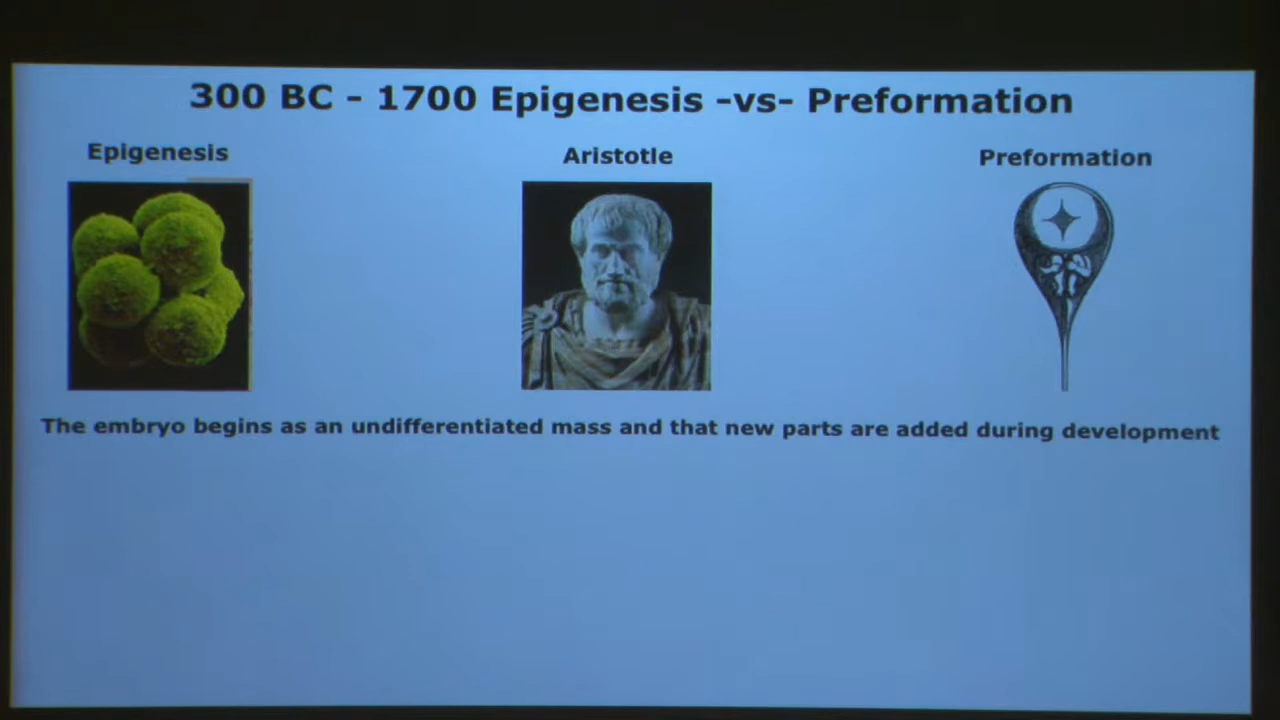 300 BC - 1700 Epigenesis -vs- Preformation
Epigenesis
Aristotle
Preformation
The embryo begins as an undifferentiated mass and that new parts are added during development